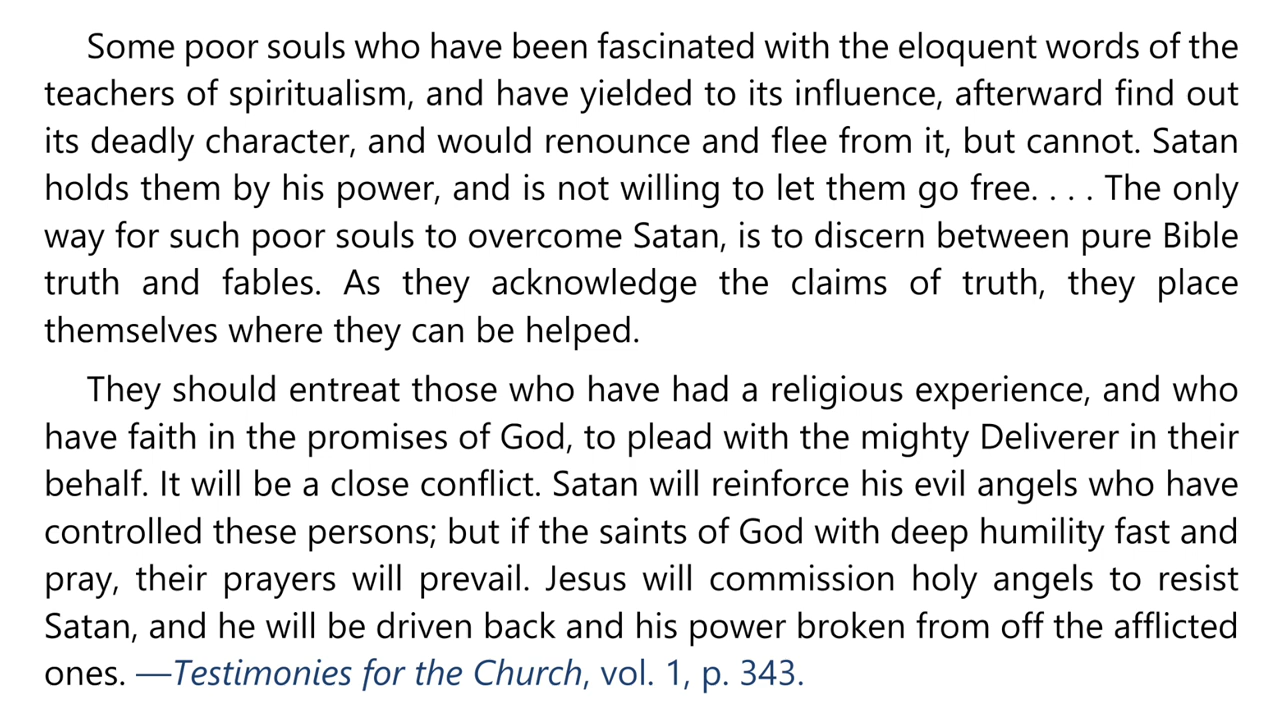 Some poor souls who have been fascinated with the eloquent words of the
teachers of spiritualism, and have yielded to its influence, afterward find out
its deadly character, and would renounce and flee from it, but cannot. Satan
holds them by his power, and is not willing to let them go free. . . . The only
way for such poor souls to overcome Satan, is to discern between pure Bible
truth and fables. As they acknowledge the claims of truth, they place
themselves where they can be helped.
They should entreat those who have had a religious experience, and who
have faith in the promises of God, to plead with the mighty Deliverer in their
behalf. It will be a close conflict. Satan will reinforce his evil angels who have
controlled these persons; but if the saints of God with deep humility fast and
pray, their prayers will prevail. Jesus will commission holy angels to resist
Satan, and he will be driven back and his power broken from off the afflicted
ones. —Testimonies for the Church, vol. 1, p. 343.